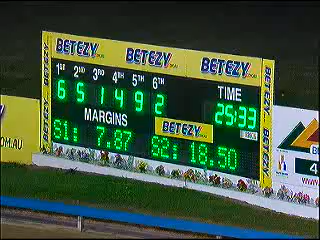 BETEZY BETEZY BETEZY
1ST 2ND 3RD 4TH 5TH 6TH
6 5 1 4 9 2
TIME
25:33
MARGINS
BETEZY
S1: 7.87 S2: 18.50
BETEZY
BETEZY
.COM.AU